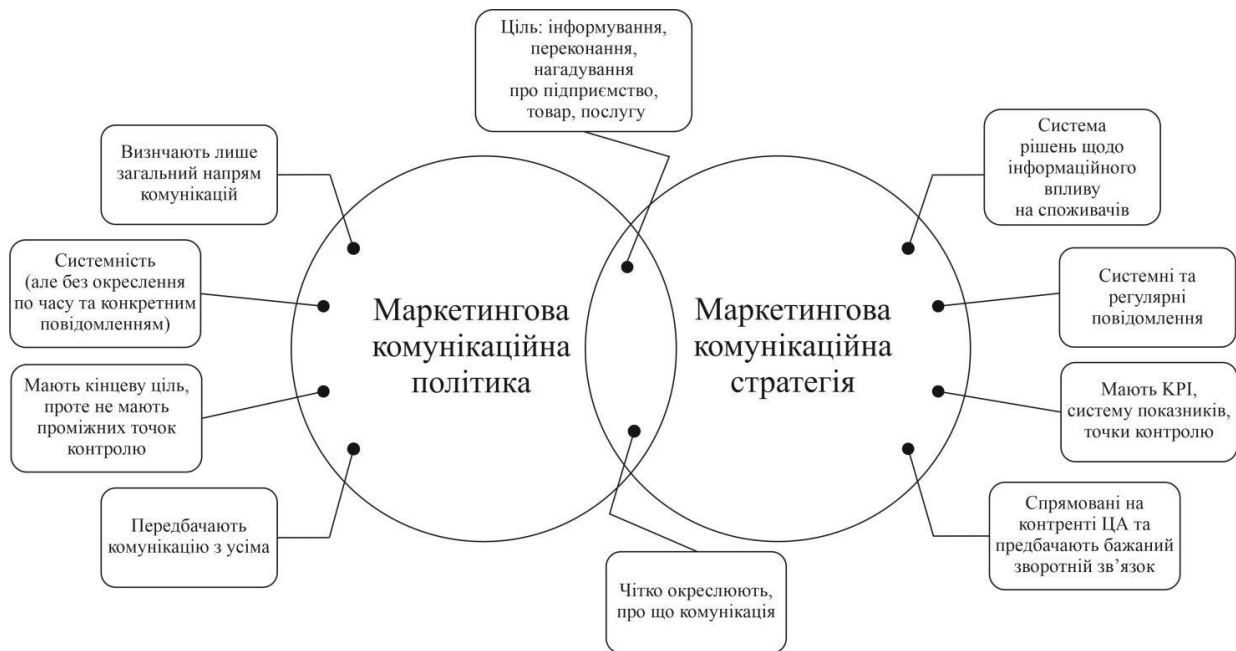 Ціль: інформування,
переконання,
нагадування
про підприємство,
товар, послугу
Визнчають лише
загальний напрям
комунікацій
Системність
(але без окреслення
по часу та конкретним
повідомленням)
Мають кінцеву ціль,
проте не мають
проміжних точок
контролю
Передбачають
комунікацію з усіма
Маркетингова
комунікаційна
політика
Маркетингова
комунікаційна
стратегія
Система
рішень щодо
інформаційного
впливу
на споживачів
Системні та
регулярні
повідомлення
Мають KPI,
систему показників,
точки контролю
Спрямовані на
контренті ЦА та
предбачають бажаний
зворотній зв’язок
Чітко окреслюють,
про що комунікація